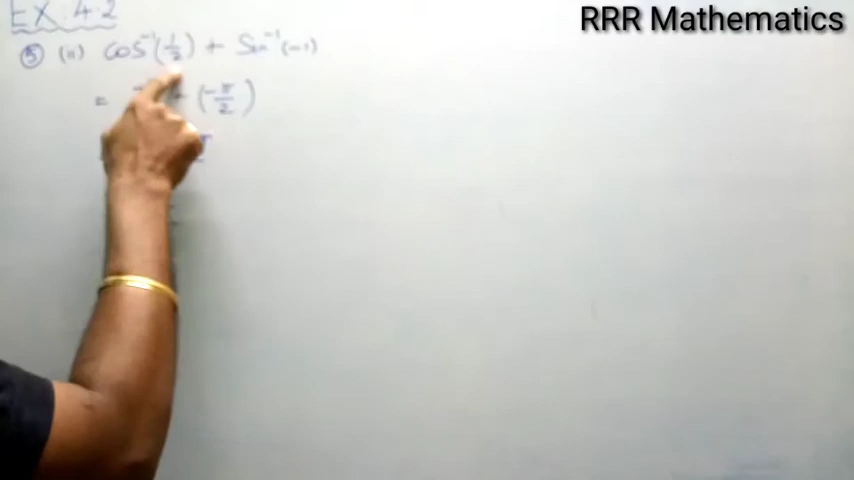 RRR Mathematics
EX 4.2
⑤ (ii) cos⁻¹(1/2) + Sin⁻¹(-1)
= (-π/2)